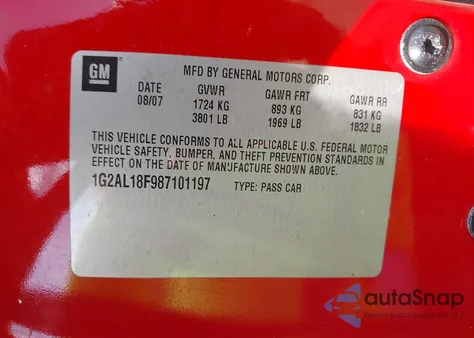 GM
MFD BY GENERAL MOTORS CORP.
DATE GVWR GAWR FRT GAWR RR
08/07 1724 KG 893 KG 831 KG
3801 LB 1969 LB 1832 LB
THIS VEHICLE CONFORMS TO ALL APPLICABLE U.S. FEDERAL MOTOR
VEHICLE SAFETY, BUMPER, AND THEFT PREVENTION STANDARDS IN
EFFECT ON THE DATE OF MANUFACTURE SHOWN ABOVE.
1G2AL18F987101197 TYPE: PASS CAR
autaSnap